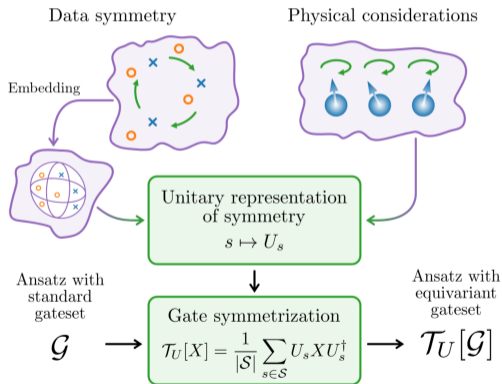 Data symmetry
Physical considerations
Embedding
Unitary representation
of symmetry
s ↦ U_s
Ansatz with
standard
gateset
𝒢
Gate symmetrization
𝒯_U[X] = 1/|𝒮| ∑_{s∈𝒮} U_s X U_s^†
Ansatz with
equivariant
gateset
𝒯_U[𝒢]